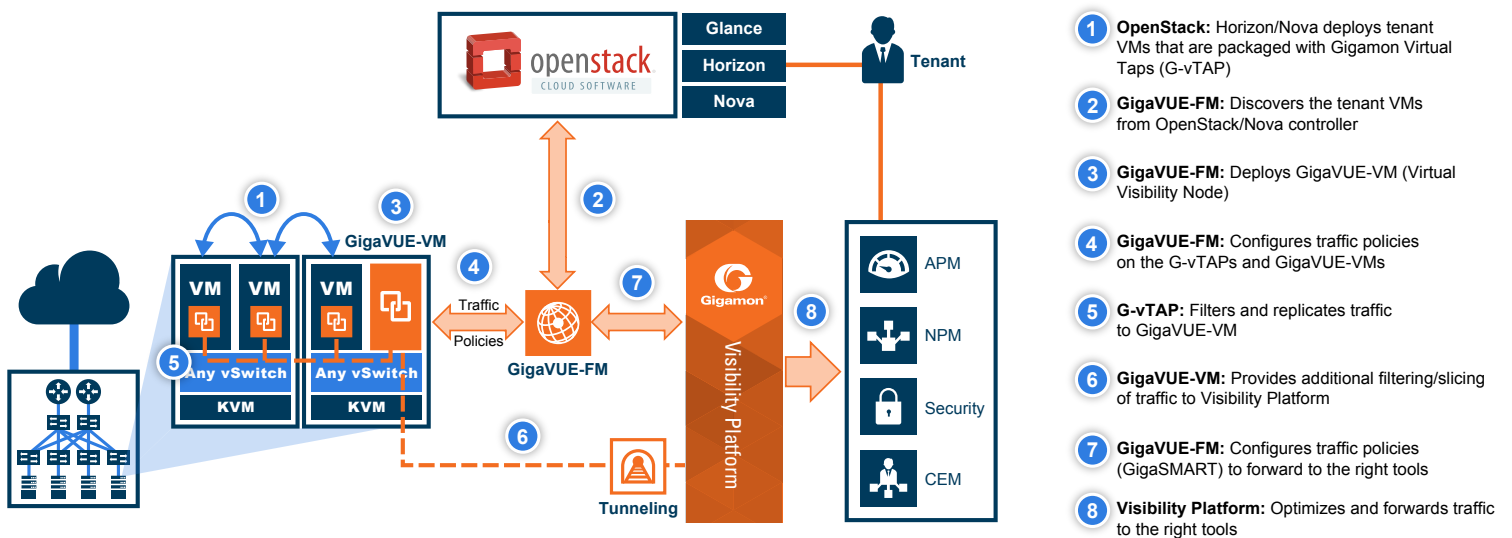 openstack
CLOUD SOFTWARE
Glance
Horizon
Nova
Tenant
1
2
3
GigaVUE-VM
VM
VM
VM
4
Traffic
Policies
5
Any vSwitch
Any vSwitch
KVM
KVM
GigaVUE-FM
7
6
Tunneling
Gigamon®
Visibility Platform
8
APM
NPM
Security
CEM
1 OpenStack: Horizon/Nova deploys tenant
VMs that are packaged with Gigamon Virtual
Taps (G-vTAP)
2 GigaVUE-FM: Discovers the tenant VMs
from OpenStack/Nova controller
3 GigaVUE-FM: Deploys GigaVUE-VM (Virtual
Visibility Node)
4 GigaVUE-FM: Configures traffic policies
on the G-vTAPs and GigaVUE-VMs
5 G-vTAP: Filters and replicates traffic
to GigaVUE-VM
6 GigaVUE-VM: Provides additional filtering/slicing
of traffic to Visibility Platform
7 GigaVUE-FM: Configures traffic policies
(GigaSMART) to forward to the right tools
8 Visibility Platform: Optimizes and forwards traffic
to the right tools